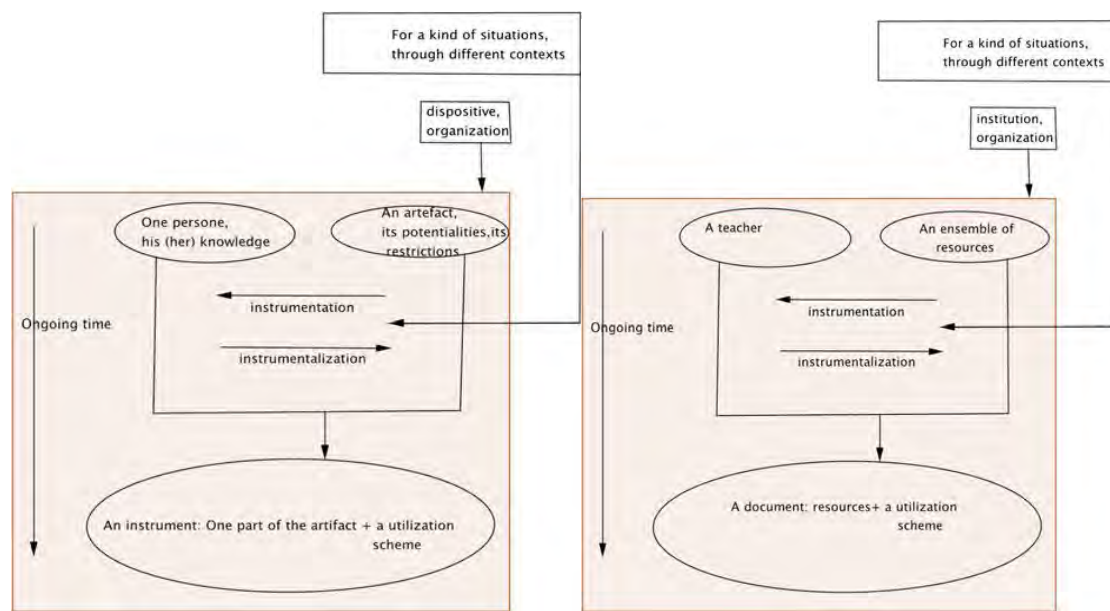 For a kind of situations,
through different contexts
dispositive,
organization
One persone,
his (her) knowledge
An artefact,
its potentialities,its
restrictions
instrumentation
Ongoing time
instrumentalization
An instrument: One part of the artifact + a utilization
scheme
For a kind of situations,
through different contexts
institution,
organization
A teacher
An ensemble of
resources
instrumentation
Ongoing time
instrumentalization
A document: resources+ a utilization
scheme